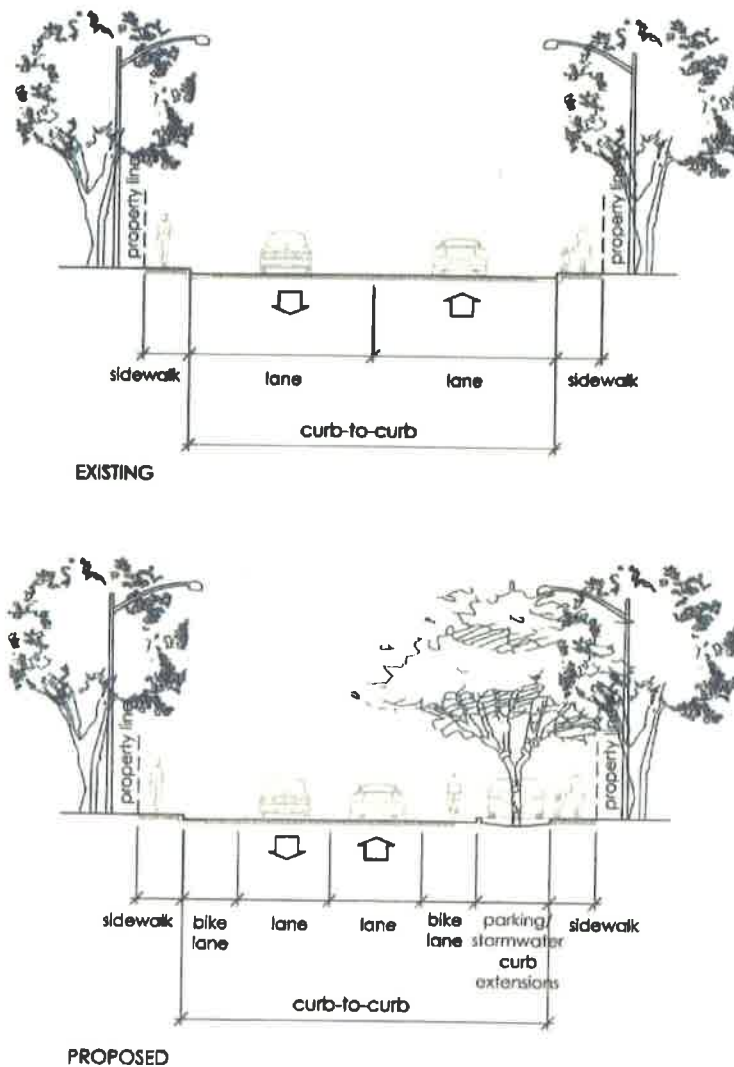 property line
property line
sidewalk
lane
lane
sidewalk
curb-to-curb
EXISTING
property line
property line
sidewalk
bike
lane
lane
lane
bike
lane
parking/
stormwater
curb
extensions
sidewalk
curb-to-curb
PROPOSED